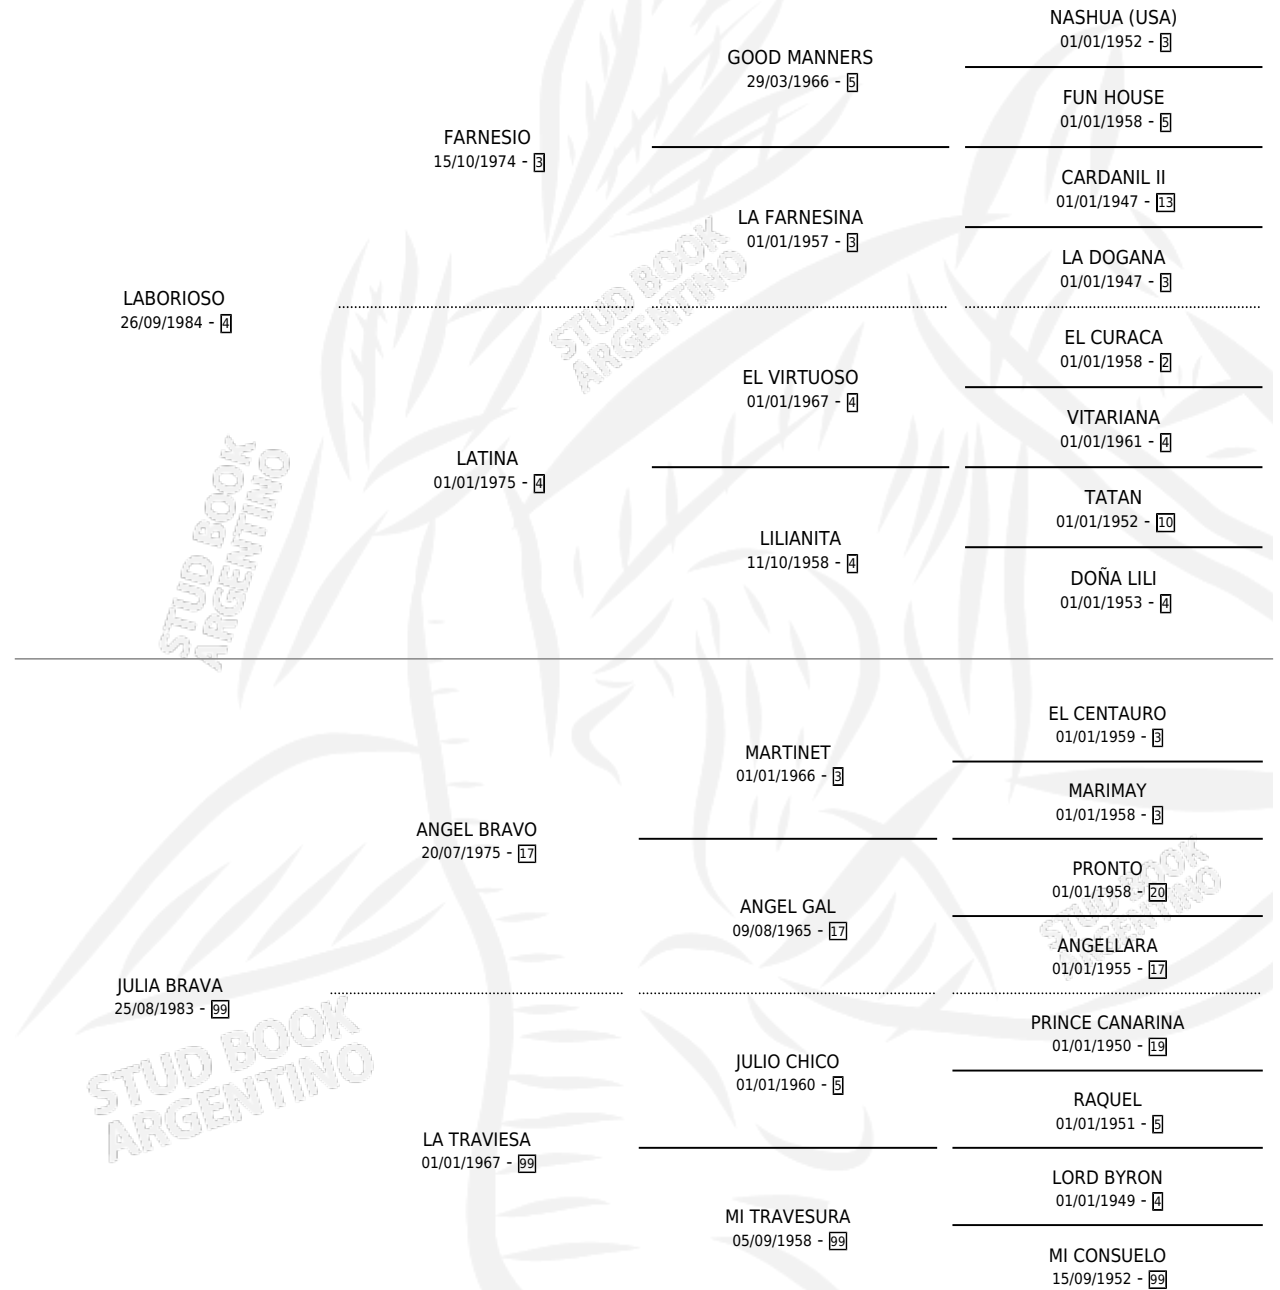 NASHUA (USA)
01/01/1952 - 3
GOOD MANNERS
29/03/1966 - 5
FUN HOUSE
01/01/1958 - 5
FARNESIO
15/10/1974 - 3
CARDANIL II
01/01/1947 - 13
LA FARNESINA
01/01/1957 - 3
LA DOGANA
01/01/1947 - 3
LABORIOSO
26/09/1984 - 4
EL CURACA
01/01/1958 - 2
EL VIRTUOSO
01/01/1967 - 4
VITARIANA
01/01/1961 - 4
LATINA
01/01/1975 - 4
TATAN
01/01/1952 - 10
LILIANITA
11/10/1958 - 4
DOÑA LILI
01/01/1953 - 4
STUD BOOK
ARGENTINO
STUD BOOK
ARGENTINO
EL CENTAURO
01/01/1959 - 3
MARTINET
01/01/1966 - 3
MARIMAY
01/01/1958 - 3
ANGEL BRAVO
20/07/1975 - 17
PRONTO
01/01/1958 - 20
ANGEL GAL
09/08/1965 - 17
ANGELLARA
01/01/1955 - 17
JULIA BRAVA
25/08/1983 - 99
PRINCE CANARINA
01/01/1950 - 19
JULIO CHICO
01/01/1960 - 5
RAQUEL
01/01/1951 - 5
LA TRAVIESA
01/01/1967 - 99
LORD BYRON
01/01/1949 - 4
MI TRAVESURA
05/09/1958 - 99
MI CONSUELO
15/09/1952 - 99
STUD BOOK
ARGENTINO
STUD BOOK
ARGENTINO